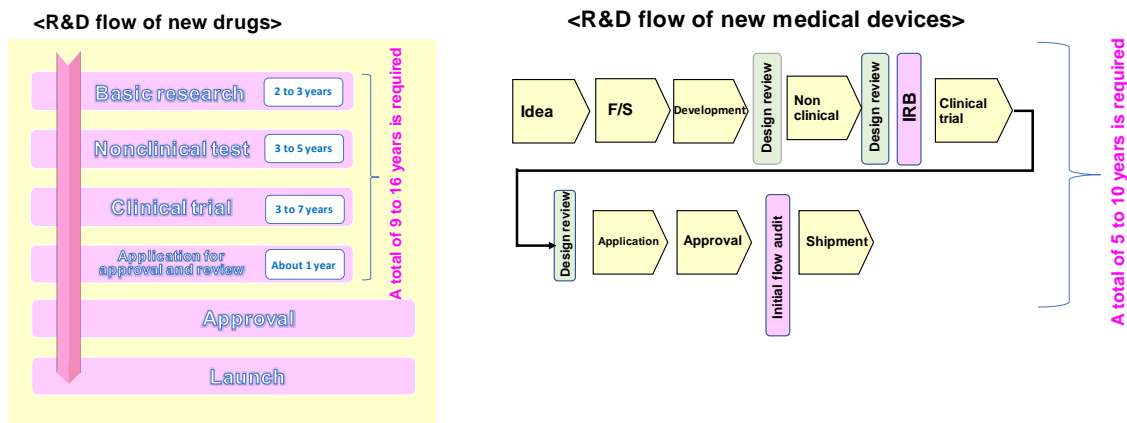 <R&D flow of new drugs>
Basic research
2 to 3 years
Nonclinical test
3 to 5 years
Clinical trial
3 to 7 years
Application for
approval and review
About 1 year
Approval
Launch
A total of 9 to 16 years is required
<R&D flow of new medical devices>
Idea
F/S
Development
Design review
Non
clinical
Design review
IRB
Clinical
trial
Design review
Application
Approval
Initial flow audit
Shipment
A total of 5 to 10 years is required